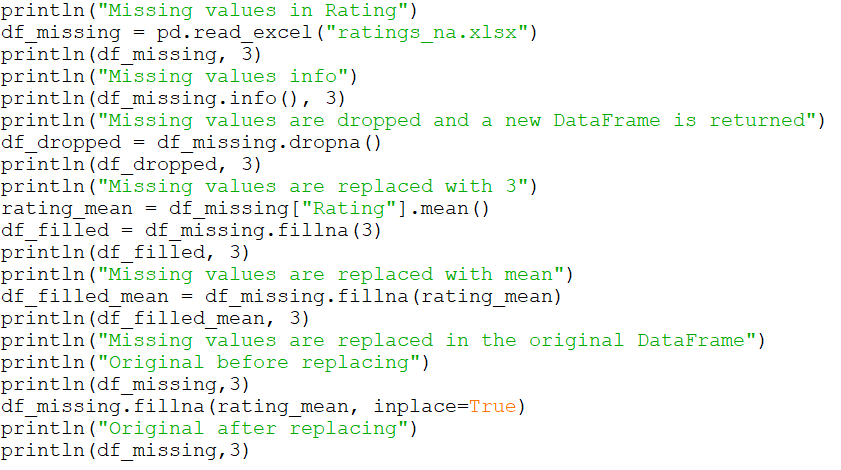 println("Missing values in Rating")
df_missing = pd.read_excel("ratings_na.xlsx")
println(df_missing, 3)
println("Missing values info")
println(df_missing.info(), 3)
println("Missing values are dropped and a new DataFrame is returned")
df_dropped = df_missing.dropna()
println(df_dropped, 3)
println("Missing values are replaced with 3")
rating_mean = df_missing["Rating"].mean()
df_filled = df_missing.fillna(3)
println(df_filled, 3)
println("Missing values are replaced with mean")
df_filled_mean = df_missing.fillna(rating_mean)
println(df_filled_mean, 3)
println("Missing values are replaced in the original DataFrame")
println("Original before replacing")
println(df_missing,3)
df_missing.fillna(rating_mean, inplace=True)
println("Original after replacing")
println(df_missing,3)